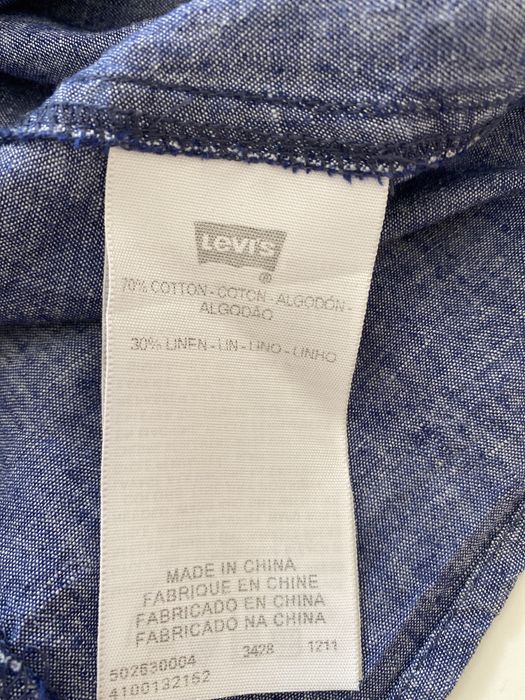 Levi's
®
70% COTTON - COTON - ALGODÓN -
ALGODÃO
30% LINEN - LIN - LINO - LINHO
MADE IN CHINA
FABRIQUE EN CHINE
FABRICADO EN CHINA
FABRICADO NA CHINA
502630004 3428 1211
4100132152